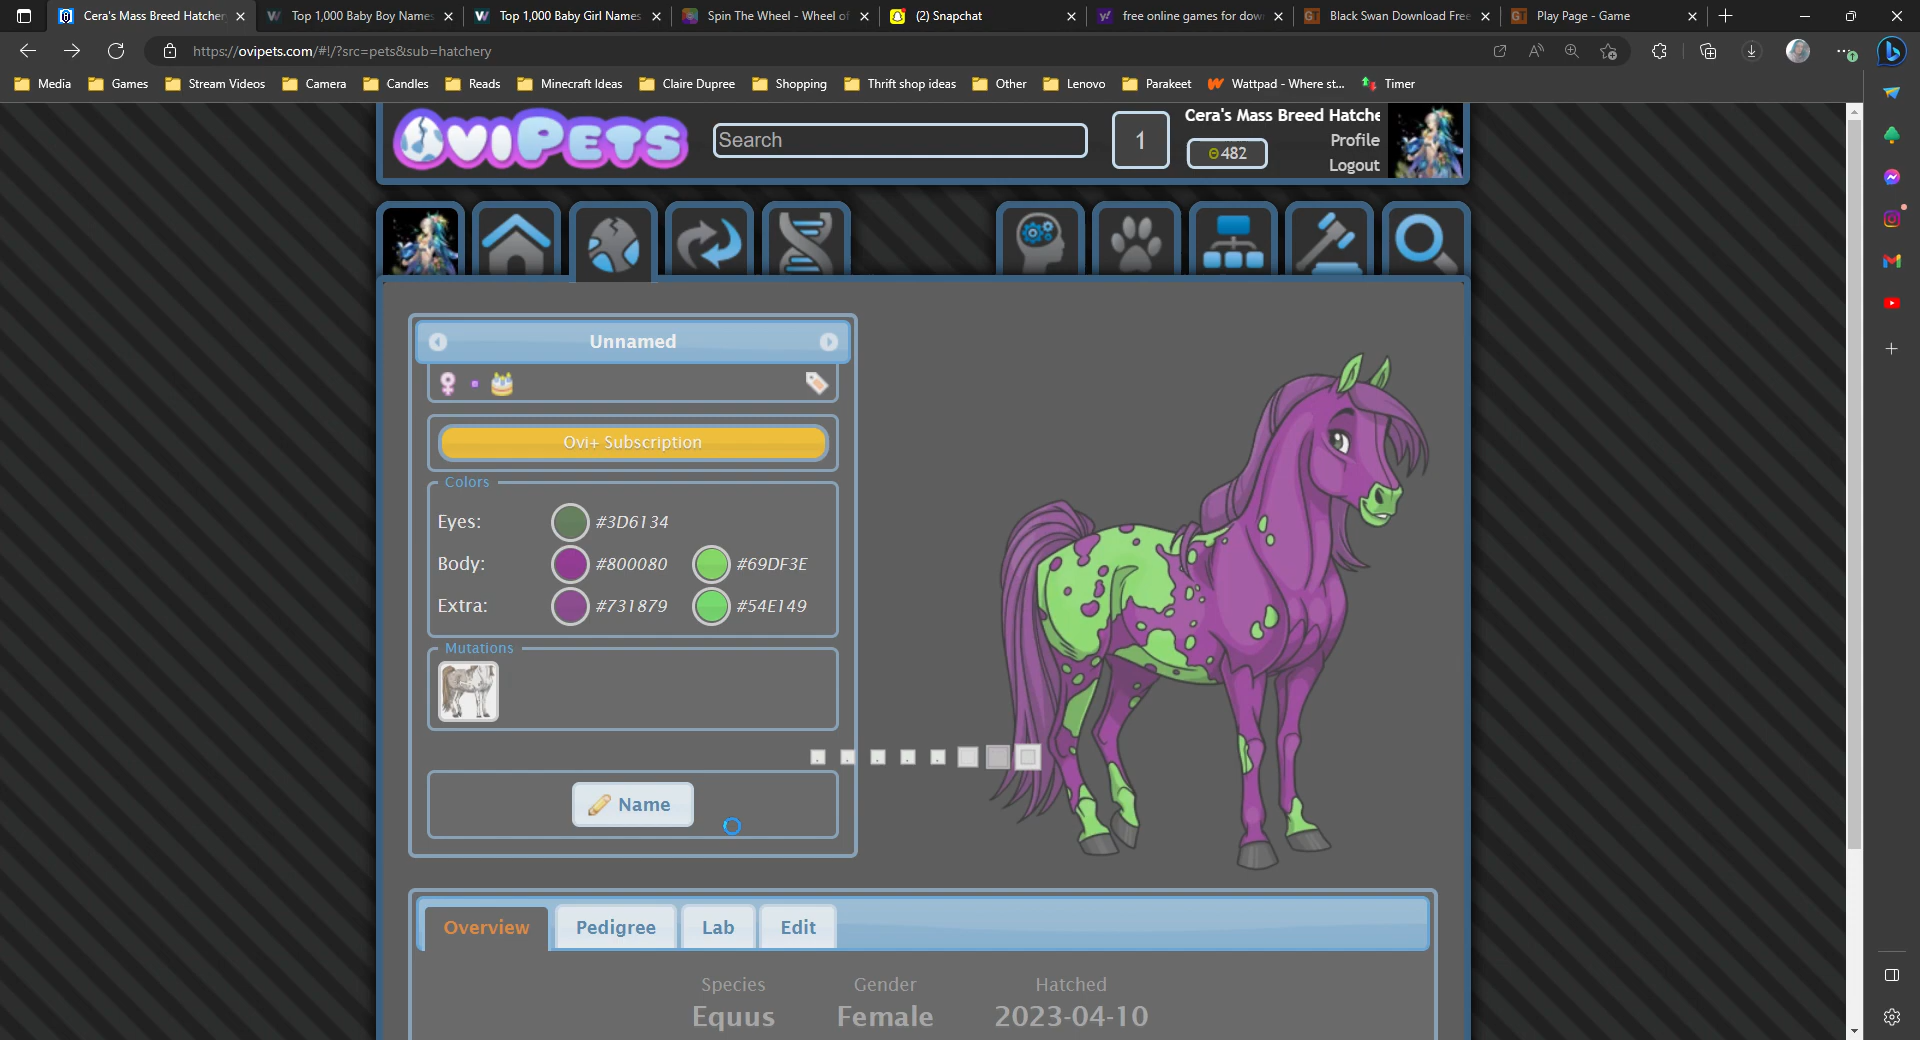 Cera's Mass Breed Hatcher
Top 1,000 Baby Boy Names
Top 1,000 Baby Girl Names
Spin The Wheel - Wheel of
(2) Snapchat
free online games for dow
Black Swan Download Free
Play Page - Game
https://ovipets.com/#!/?src=pets&sub=hatchery
Media
Games
Stream Videos
Camera
Candles
Reads
Minecraft Ideas
Claire Dupree
Shopping
Thrift shop ideas
Other
Lenovo
Parakeet
Wattpad - Where st...
Timer
OviPets
Search
1
Cera's Mass Breed Hatche
482
Profile
Logout
Unnamed
Ovi+ Subscription
Colors
Eyes: #3D6134
Body: #800080 #69DF3E
Extra: #731879 #54E149
Mutations
Name
Overview
Pedigree
Lab
Edit
Species Gender Hatched
Equus Female 2023-04-10